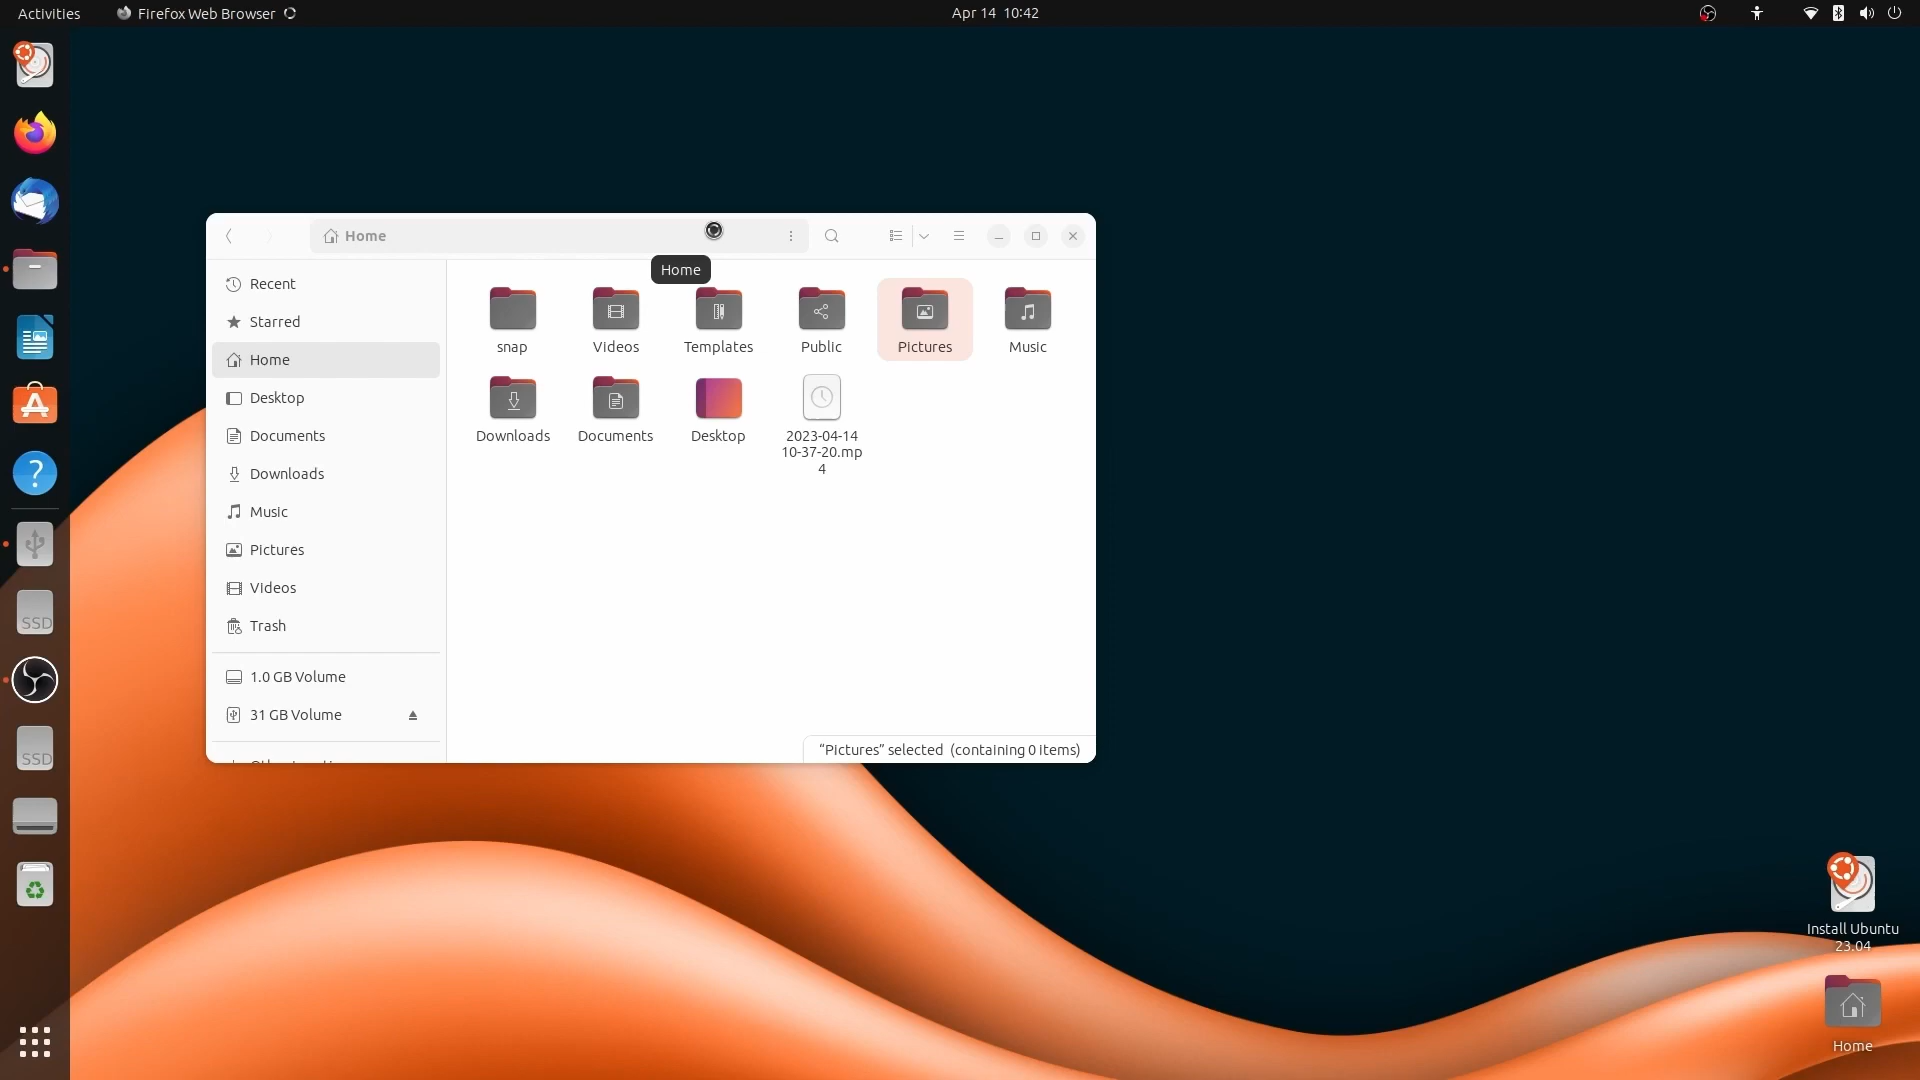 Activities
Firefox Web Browser
Apr 14 10:42
Home
Home
Recent
Starred
Home
Desktop
Documents
Downloads
Music
Pictures
Videos
Trash
1.0 GB Volume
31 GB Volume
snap
Videos
Templates
Public
Pictures
Music
Downloads
Documents
Desktop
2023-04-14
10-37-20.mp
4
“Pictures” selected (containing 0 items)
SSD
SSD
Install Ubuntu
23.04
Home